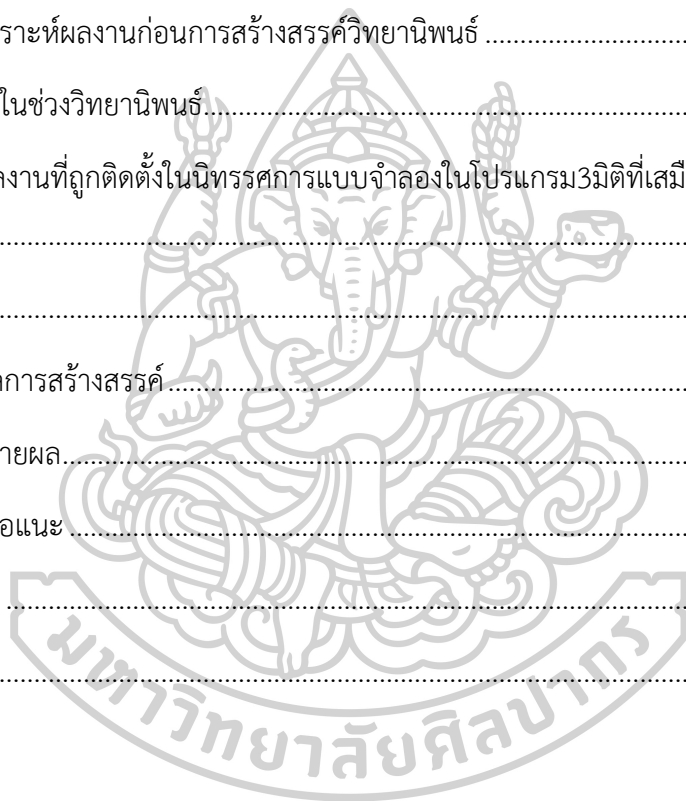 ราะห์ผลงานก่อนการสร้างสรรค์วิทยานิพนธ์ ........................................
ในช่วงวิทยานิพนธ์........................................................................
ลงานที่ถูกติดตั้งในนิทรรศการแบบจำลองในโปรแกรม3มิติที่เสมื
........................................................................................................
........................................................................................................
ลการสร้างสรรค์ ..............................................................................
ายผล................................................................................................
อแนะ ..............................................................................................
........................................................................................................
........................................................................................................
มหาวิทยาลัยศิลปากร